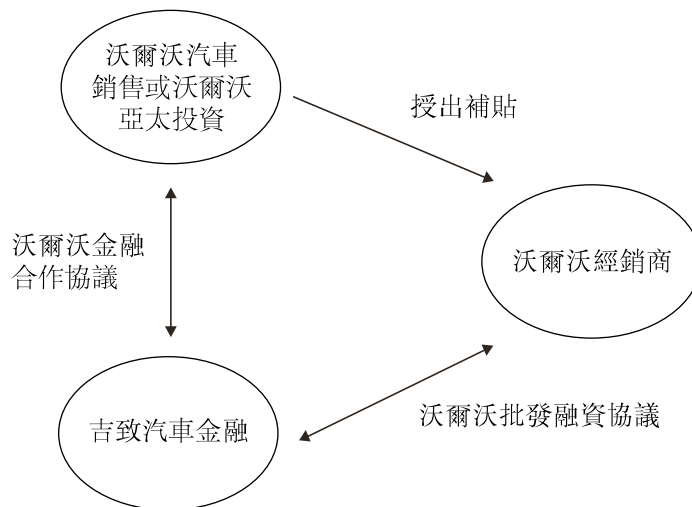 沃爾沃汽車
銷售或沃爾沃
亞太投資
授出補貼
沃爾沃金融
合作協議
沃爾沃經銷商
吉致汽車金融
沃爾沃批發融資協議